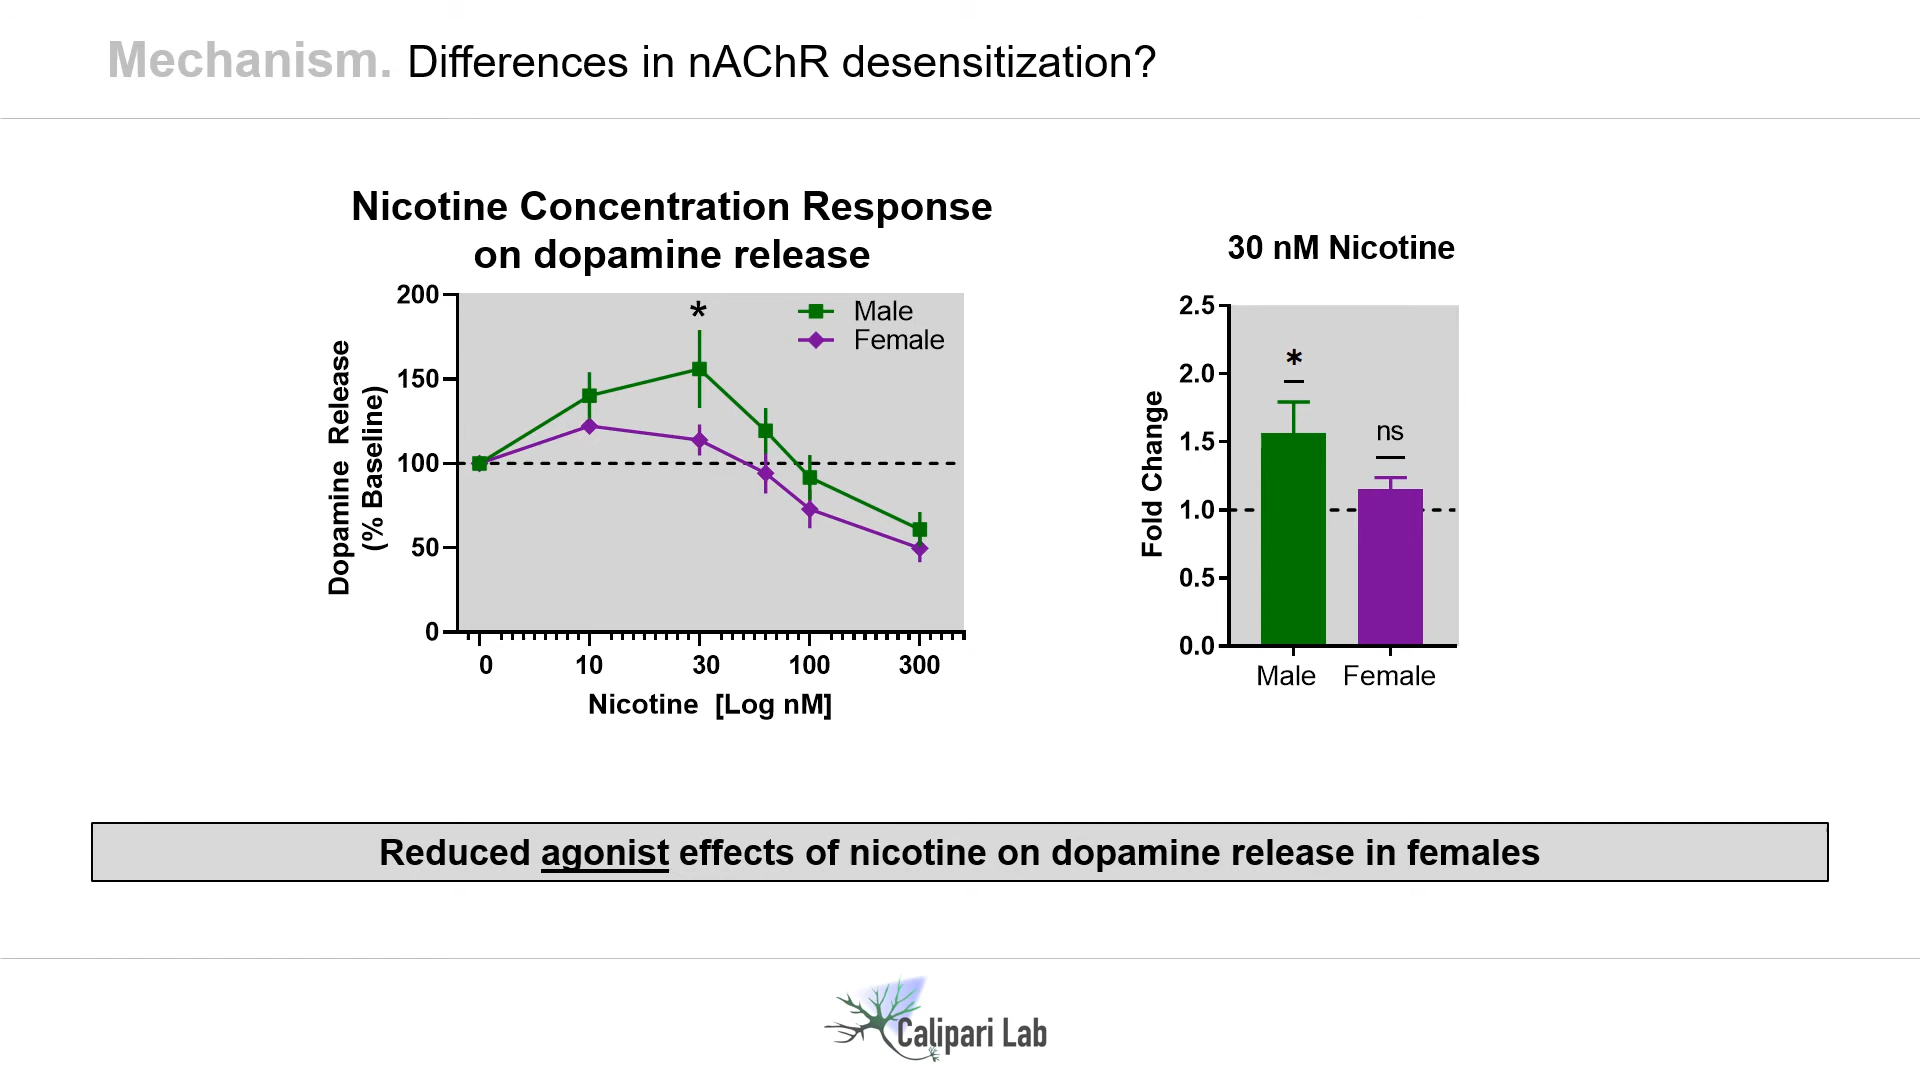 Mechanism. Differences in nAChR desensitization?
Nicotine Concentration Response
on dopamine release
Dopamine Release
(% Baseline)
200
150
100
50
0
*
Male
Female
0 10 30 100 300
Nicotine [Log nM]
30 nM Nicotine
Fold Change
2.5
2.0
1.5
1.0
0.5
0.0
*
ns
Male Female
Reduced agonist effects of nicotine on dopamine release in females
Calipari Lab